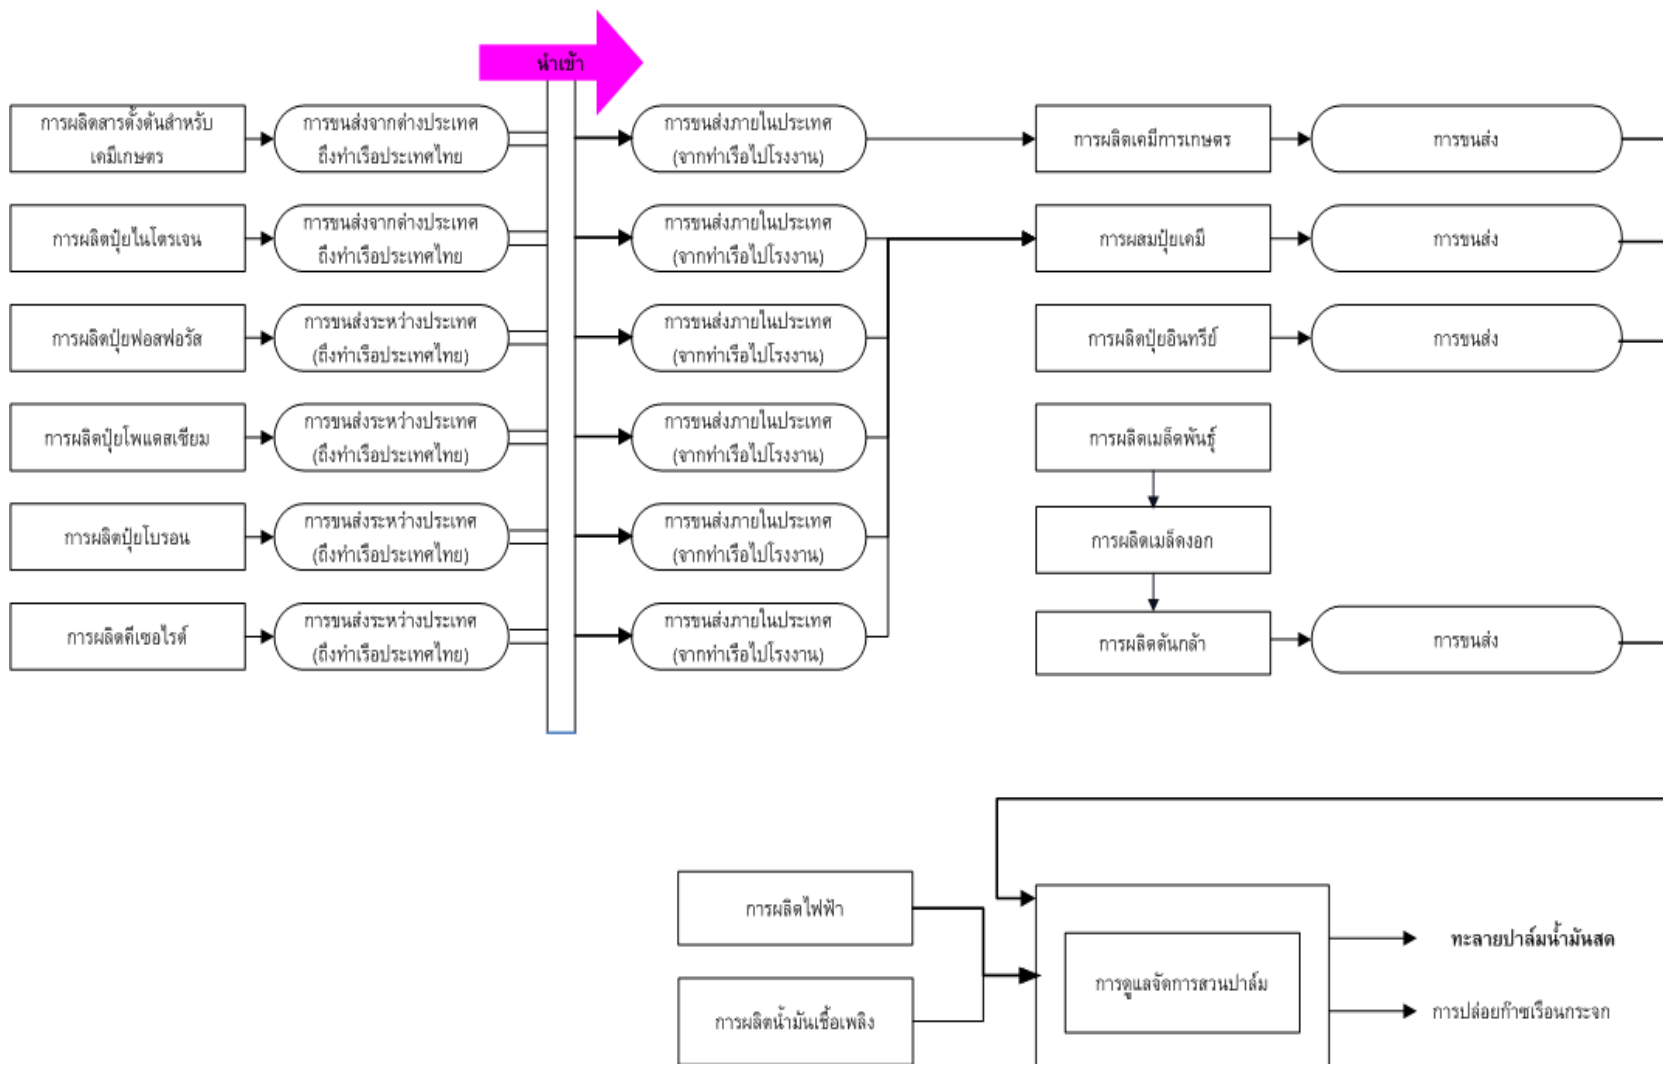 นำเข้า
การผลิตสารตั้งต้นสำหรับ
เคมีเกษตร
การขนส่งจากต่างประเทศ
ถึงท่าเรือประเทศไทย
การขนส่งภายในประเทศ
(จากท่าเรือไปโรงงาน)
การผลิตเคมีการเกษตร
การขนส่ง
การผลิตปุ๋ยไนโตรเจน
การขนส่งจากต่างประเทศ
ถึงท่าเรือประเทศไทย
การขนส่งภายในประเทศ
(จากท่าเรือไปโรงงาน)
การผสมปุ๋ยเคมี
การขนส่ง
การผลิตปุ๋ยฟอสฟอรัส
การขนส่งระหว่างประเทศ
(ถึงท่าเรือประเทศไทย)
การขนส่งภายในประเทศ
(จากท่าเรือไปโรงงาน)
การผลิตปุ๋ยอินทรีย์
การขนส่ง
การผลิตปุ๋ยโพแตสเซียม
การขนส่งระหว่างประเทศ
(ถึงท่าเรือประเทศไทย)
การขนส่งภายในประเทศ
(จากท่าเรือไปโรงงาน)
การผลิตเมล็ดพันธุ์
การผลิตปุ๋ยโบรอน
การขนส่งระหว่างประเทศ
(ถึงท่าเรือประเทศไทย)
การขนส่งภายในประเทศ
(จากท่าเรือไปโรงงาน)
การผลิตเมล็ดงอก
การผลิตคีเซอไรต์
การขนส่งระหว่างประเทศ
(ถึงท่าเรือประเทศไทย)
การขนส่งภายในประเทศ
(จากท่าเรือไปโรงงาน)
การผลิตต้นกล้า
การขนส่ง
การผลิตไฟฟ้า
การผลิตน้ำมันเชื้อเพลิง
การดูแลจัดการสวนปาล์ม
ทะลายปาล์มน้ำมันสด
การปล่อยก๊าซเรือนกระจก